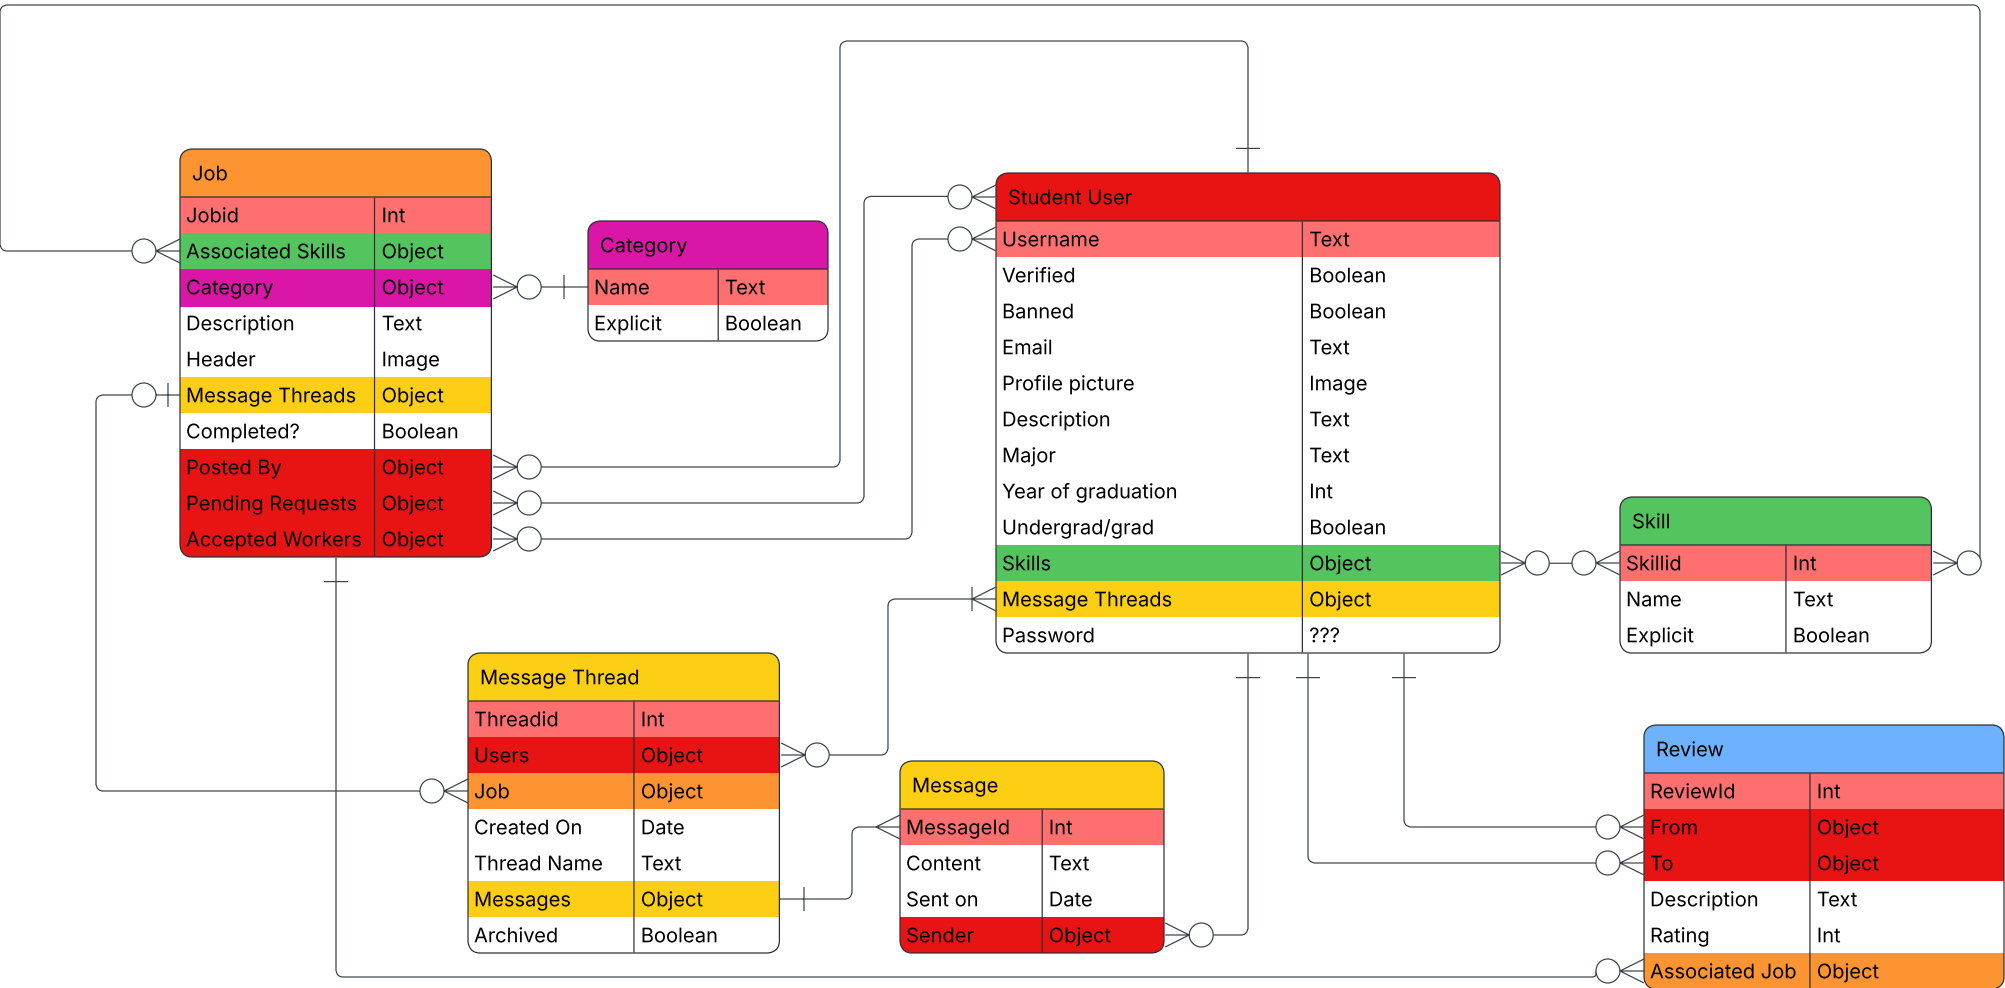 Job
Jobid Int
Associated Skills Object
Category Object
Description Text
Header Image
Message Threads Object
Completed? Boolean
Posted By Object
Pending Requests Object
Accepted Workers Object
Category
Name Text
Explicit Boolean
Student User
Username Text
Verified Boolean
Banned Boolean
Email Text
Profile picture Image
Description Text
Major Text
Year of graduation Int
Undergrad/grad Boolean
Skills Object
Message Threads Object
Password ???
Skill
Skillid Int
Name Text
Explicit Boolean
Message Thread
Threadid Int
Users Object
Job Object
Created On Date
Thread Name Text
Messages Object
Archived Boolean
Message
MessageId Int
Content Text
Sent on Date
Sender Object
Review
ReviewId Int
From Object
To Object
Description Text
Rating Int
Associated Job Object